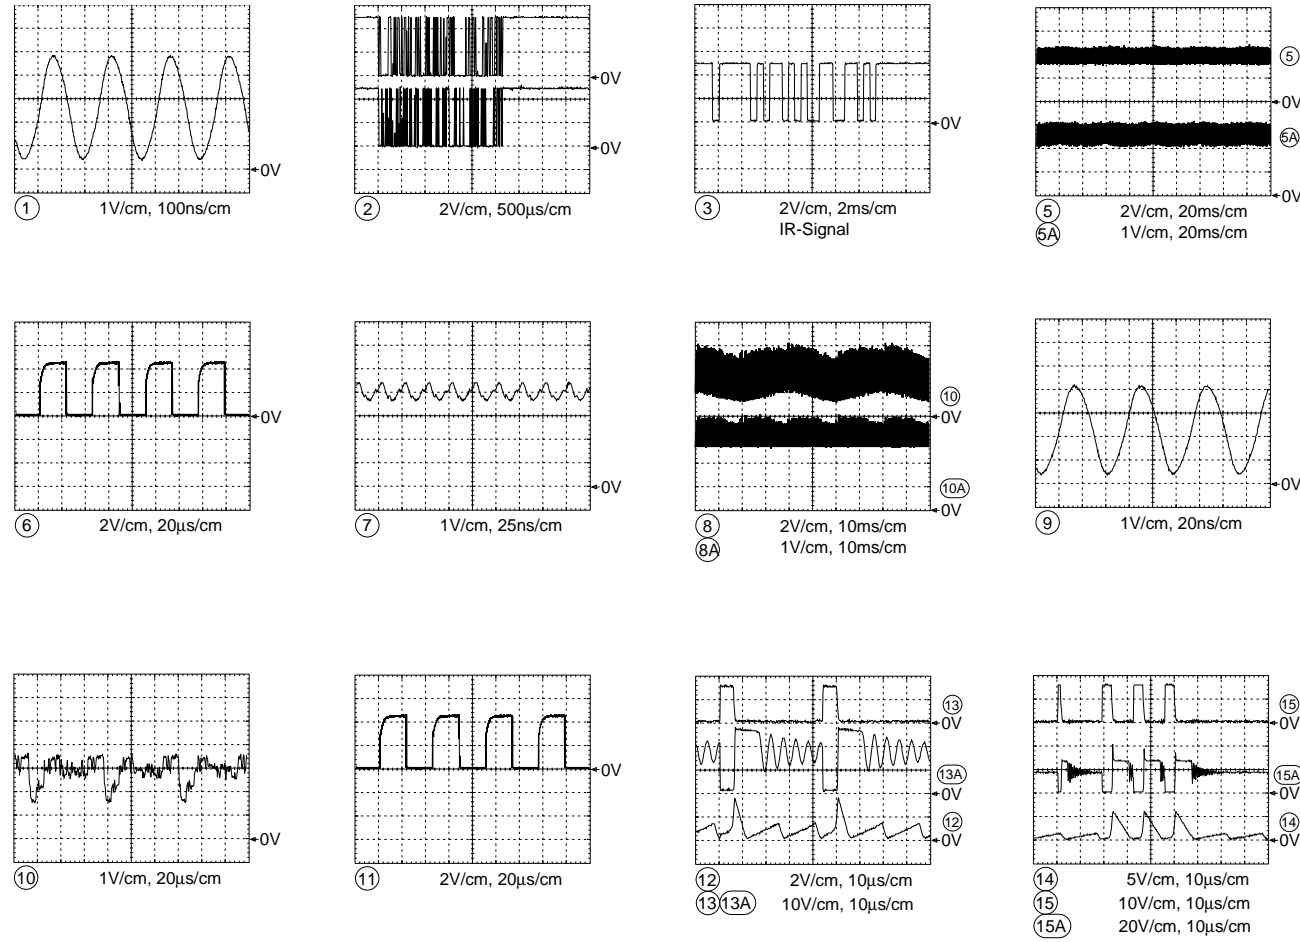 0V
① 1V/cm, 100ns/cm
0V
0V
② 2V/cm, 500µs/cm
0V
③ 2V/cm, 2ms/cm
IR-Signal
⑤
0V
5A
0V
⑤ 2V/cm, 20ms/cm
5A 1V/cm, 20ms/cm
0V
⑥ 2V/cm, 20µs/cm
0V
⑦ 1V/cm, 25ns/cm
⑩
0V
10A
0V
⑧ 2V/cm, 10ms/cm
8A 1V/cm, 10ms/cm
0V
⑨ 1V/cm, 20ns/cm
0V
⑩ 1V/cm, 20µs/cm
0V
⑪ 2V/cm, 20µs/cm
⑬
0V
13A
0V
⑫
0V
⑫ 2V/cm, 10µs/cm
⑬ 13A 10V/cm, 10µs/cm
⑮
0V
15A
0V
⑭
0V
⑭ 5V/cm, 10µs/cm
⑮ 10V/cm, 10µs/cm
15A 20V/cm, 10µs/cm